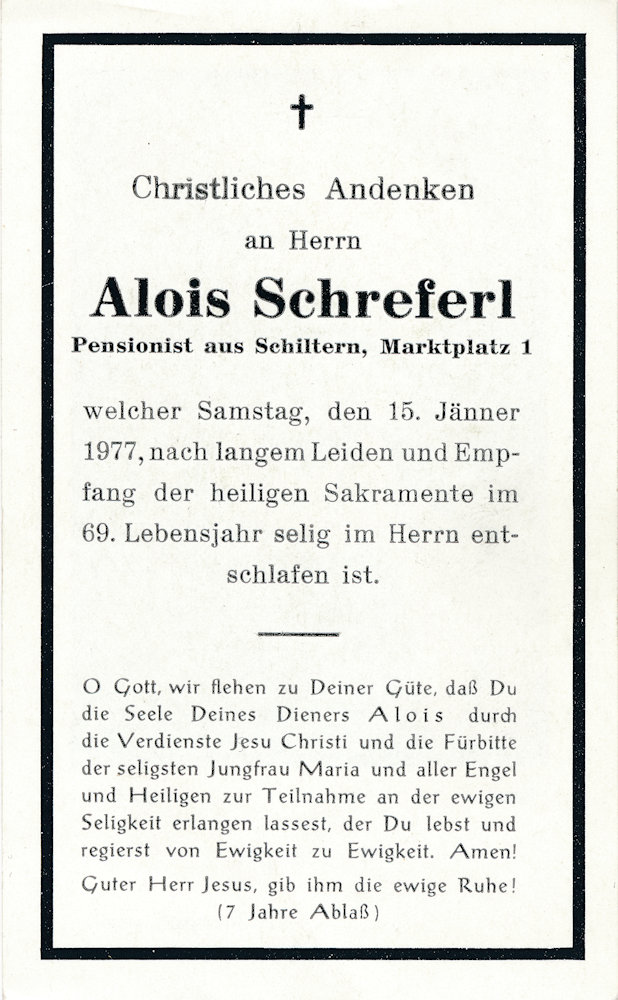 Christliches Andenken
an Herrn
Alois Schreferl
Pensionist aus Schiltern, Marktplatz 1
welcher Samstag, den 15. Jänner
1977, nach langem Leiden und Emp-
fang der heiligen Sakramente im
69. Lebensjahr selig im Herrn ent-
schlafen ist.
O Gott, wir flehen zu Deiner Güte, daß Du
die Seele Deines Dieners Alois durch
die Verdienste Jesu Christi und die Fürbitte
der seligsten Jungfrau Maria und aller Engel
und Heiligen zur Teilnahme an der ewigen
Seligkeit erlangen lassest, der Du lebst und
regierst von Ewigkeit zu Ewigkeit. Amen!
Guter Herr Jesus, gib ihm die ewige Ruhe!
(7 Jahre Ablaß)